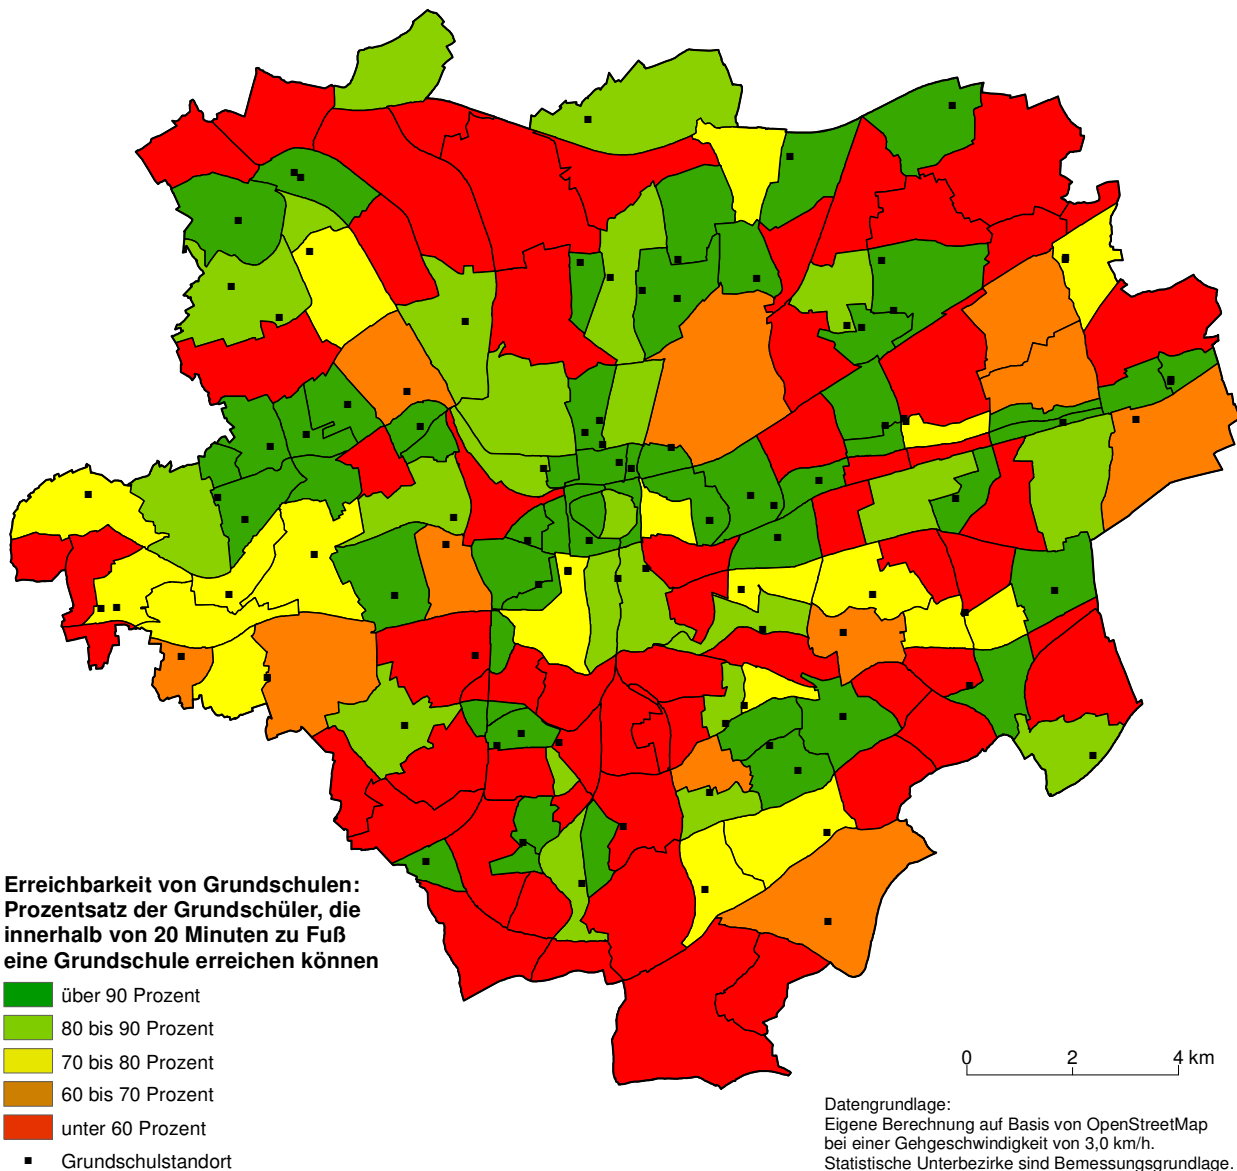 Erreichbarkeit von Grundschulen:
Prozentsatz der Grundschüler, die
innerhalb von 20 Minuten zu Fuß
eine Grundschule erreichen können
über 90 Prozent
80 bis 90 Prozent
70 bis 80 Prozent
60 bis 70 Prozent
unter 60 Prozent
Grundschulstandort
0 2 4 km
Datengrundlage:
Eigene Berechnung auf Basis von OpenStreetMap
bei einer Gehgeschwindigkeit von 3,0 km/h.
Statistische Unterbezirke sind Bemessungsgrundlage.